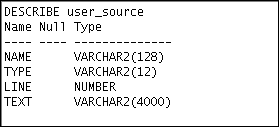 DESCRIBE user_source
Name Null Type
---- ---- --------------
NAME      VARCHAR2(128)
TYPE      VARCHAR2(12)
LINE      NUMBER
TEXT      VARCHAR2(4000)